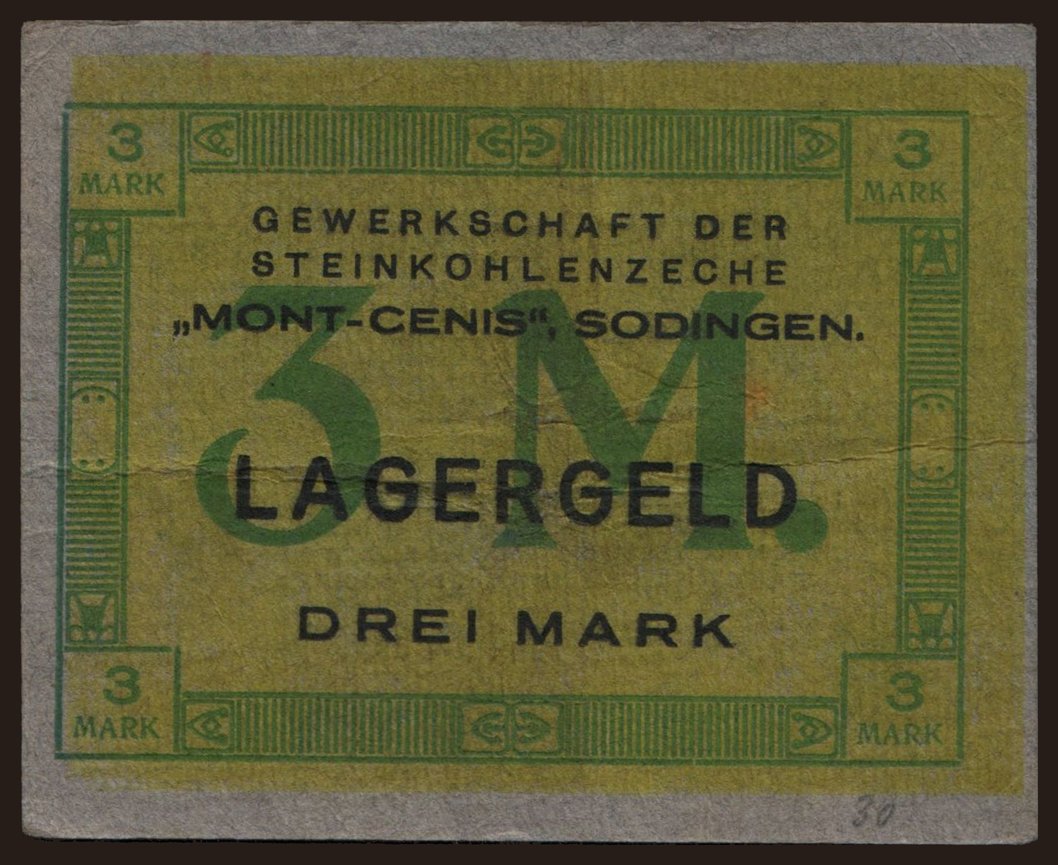 3 MARK
3 MARK
GEWERKSCHAFT DER
STEINKOHLENZECHE
„MONT-CENIS“, SODINGEN.
3 M.
LAGERGELD
DREI MARK
3 MARK
3 MARK
30